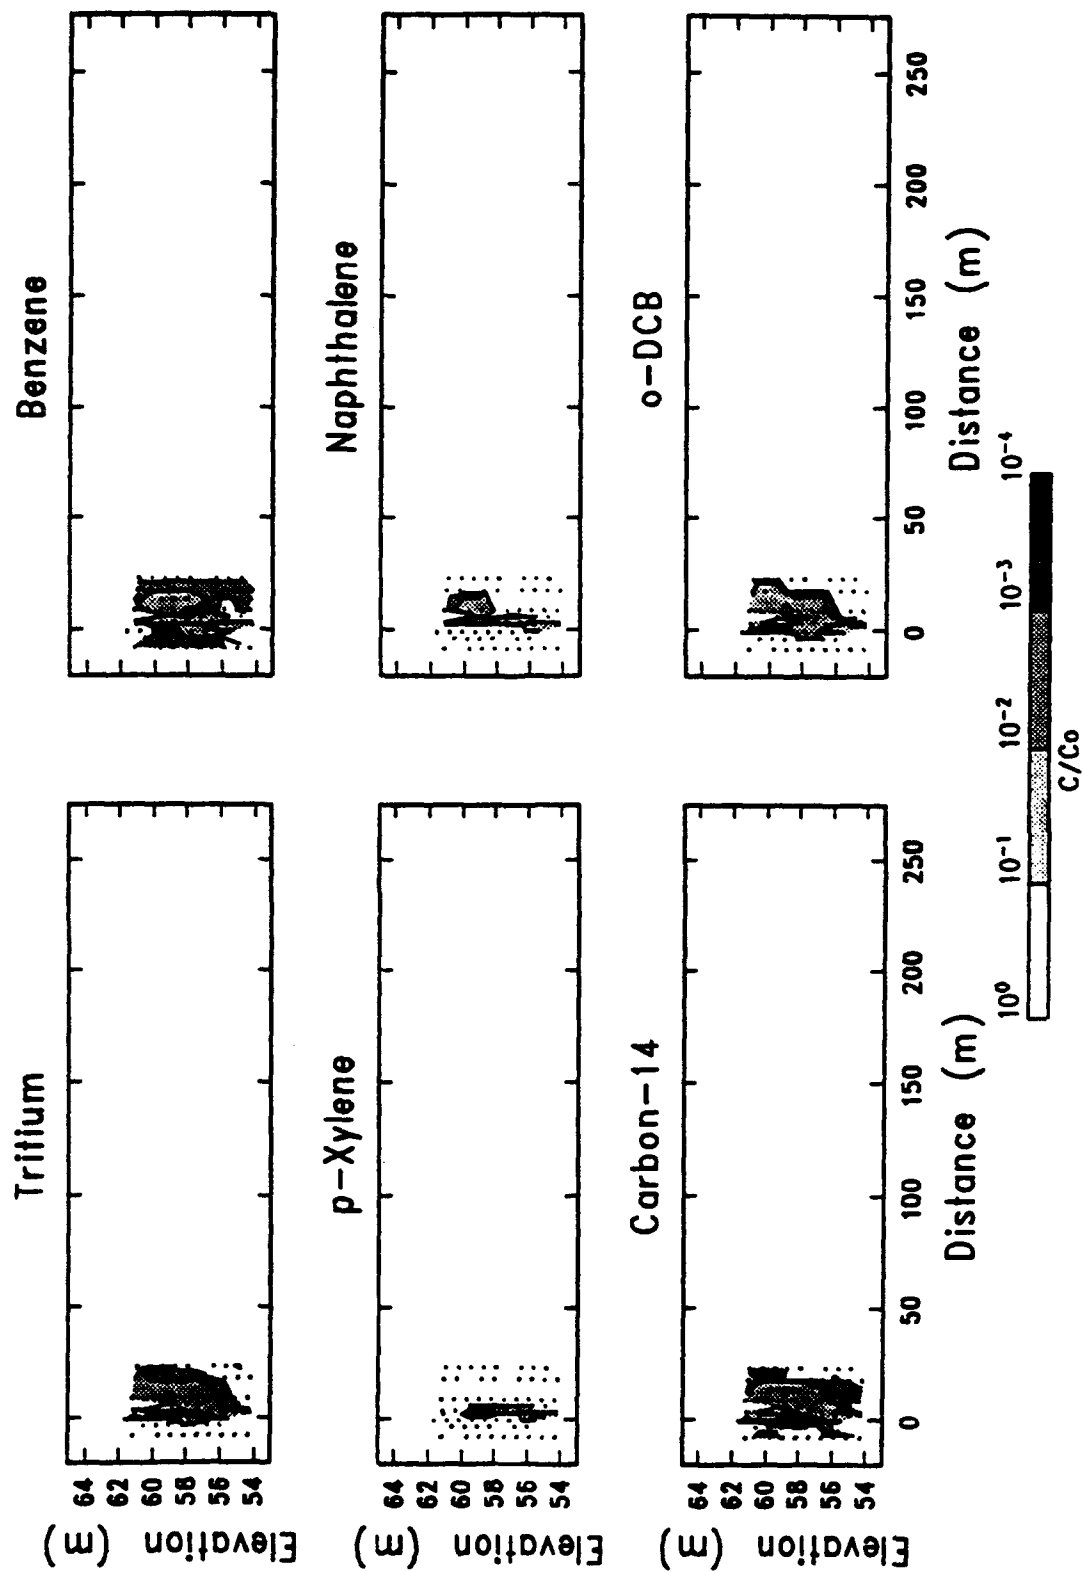 Tritium
Benzene
Elevation (m)
64
62
60
58
56
54
p-Xylene
Naphthalene
Elevation (m)
64
62
60
58
56
54
Carbon-14
o-DCB
Elevation (m)
64
62
60
58
56
54
0 50 100 150 200 250
0 50 100 150 200 250
Distance (m)
Distance (m)
10⁰ 10⁻¹ 10⁻² 10⁻³ 10⁻⁴
C/Co